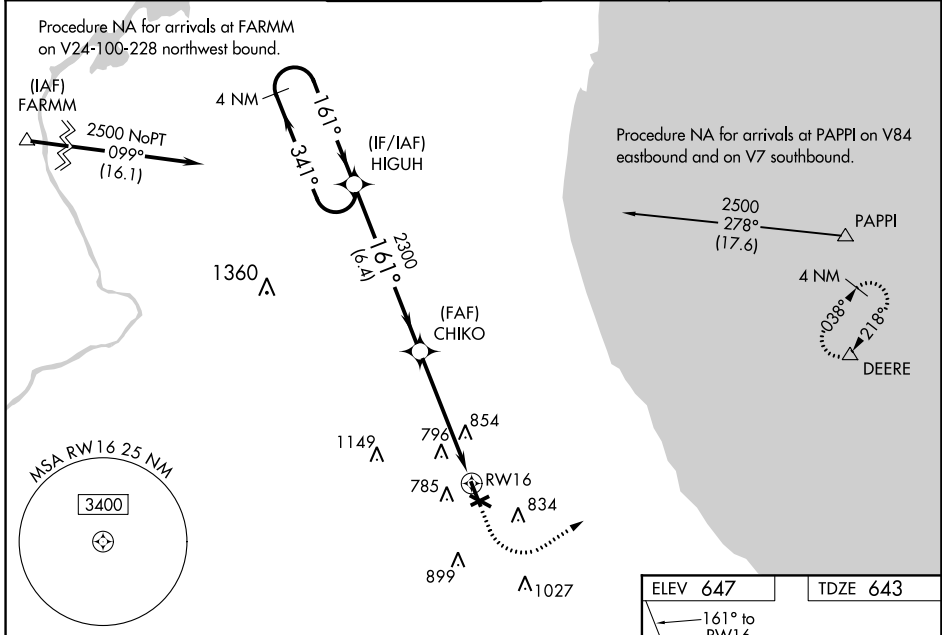 Procedure NA for arrivals at FARMM
on V24-100-228 northwest bound.
(IAF)
FARMM
2500 NoPT
099°
(16.1)
4 NM
161°
341°
(IF/IAF)
HIGUH
Procedure NA for arrivals at PAPPI on V84
eastbound and on V7 southbound.
2500
278°
(17.6)
PAPPI
4 NM
038°
218°
DEERE
2300
161°
(6.4)
1360
(FAF)
CHIKO
854
796
1149
785
RW16
834
899
1027
MSA RW16 25 NM
3400
ELEV 647
TDZE 643
161° to
RW16